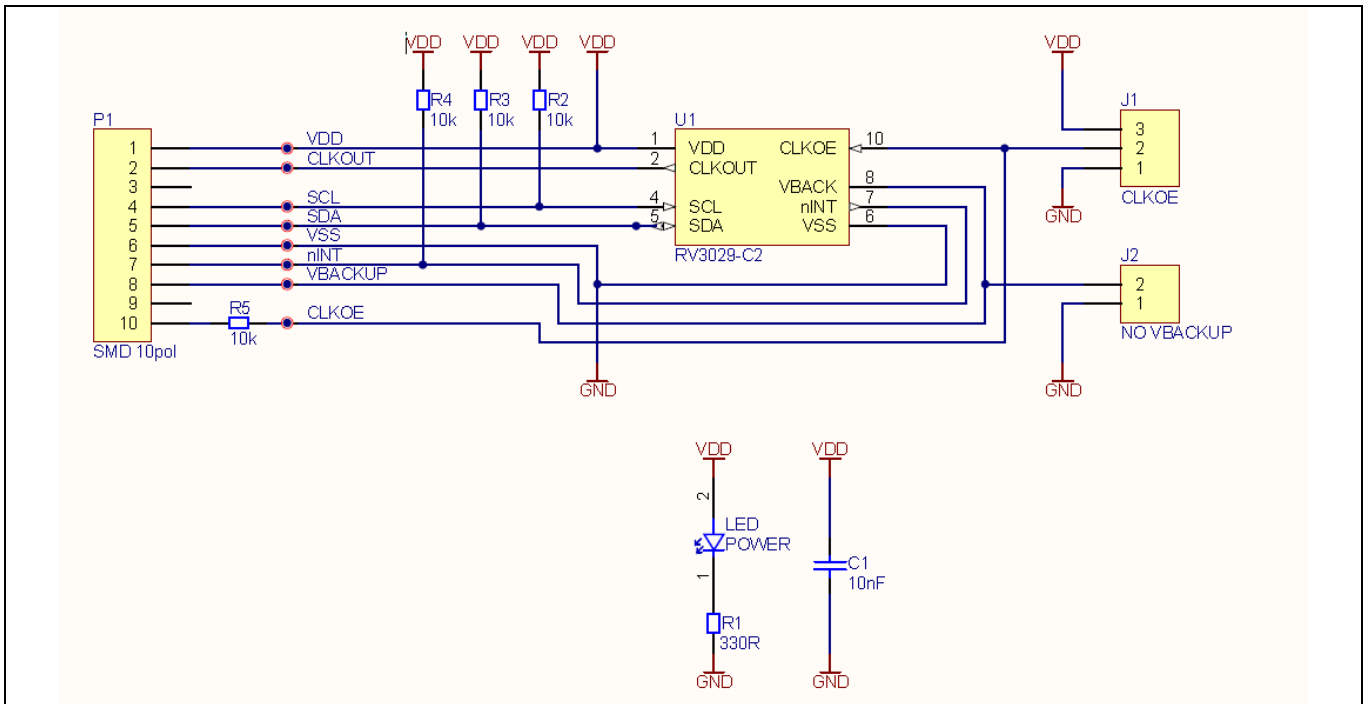 VDD VDD VDD VDD VDD
R4 R3 R2
10k 10k 10k
P1
U1
J1
1 VDD 1 VDD CLKOE 10 3
2 CLKOUT 2 CLKOUT 2
3 1
VBACK 8
CLKOE
4 SCL 4 SCL nINT 7
GND
5 SDA 5 SDA VSS 6
6 VSS
RV3029-C2
J2
7 nINT
8 VBACKUP 2
9 1
R5
10 CLKOE
10k
NO VBACKUP
SMD 10pol
GND GND
VDD VDD
2
LED
POWER
1
C1
10nF
R1
330R
GND GND